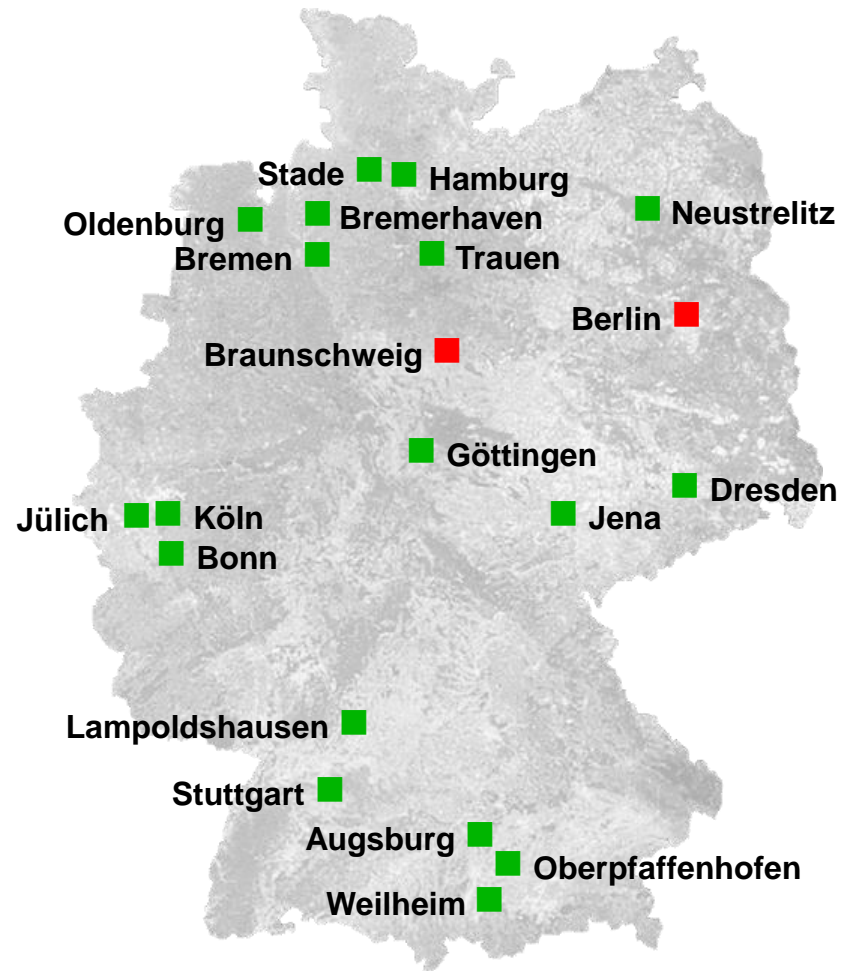 Stade
Hamburg
Oldenburg
Bremerhaven
Neustrelitz
Bremen
Trauen
Berlin
Braunschweig
Göttingen
Dresden
Jülich
Köln
Jena
Bonn
Lampoldshausen
Stuttgart
Augsburg
Oberpfaffenhofen
Weilheim